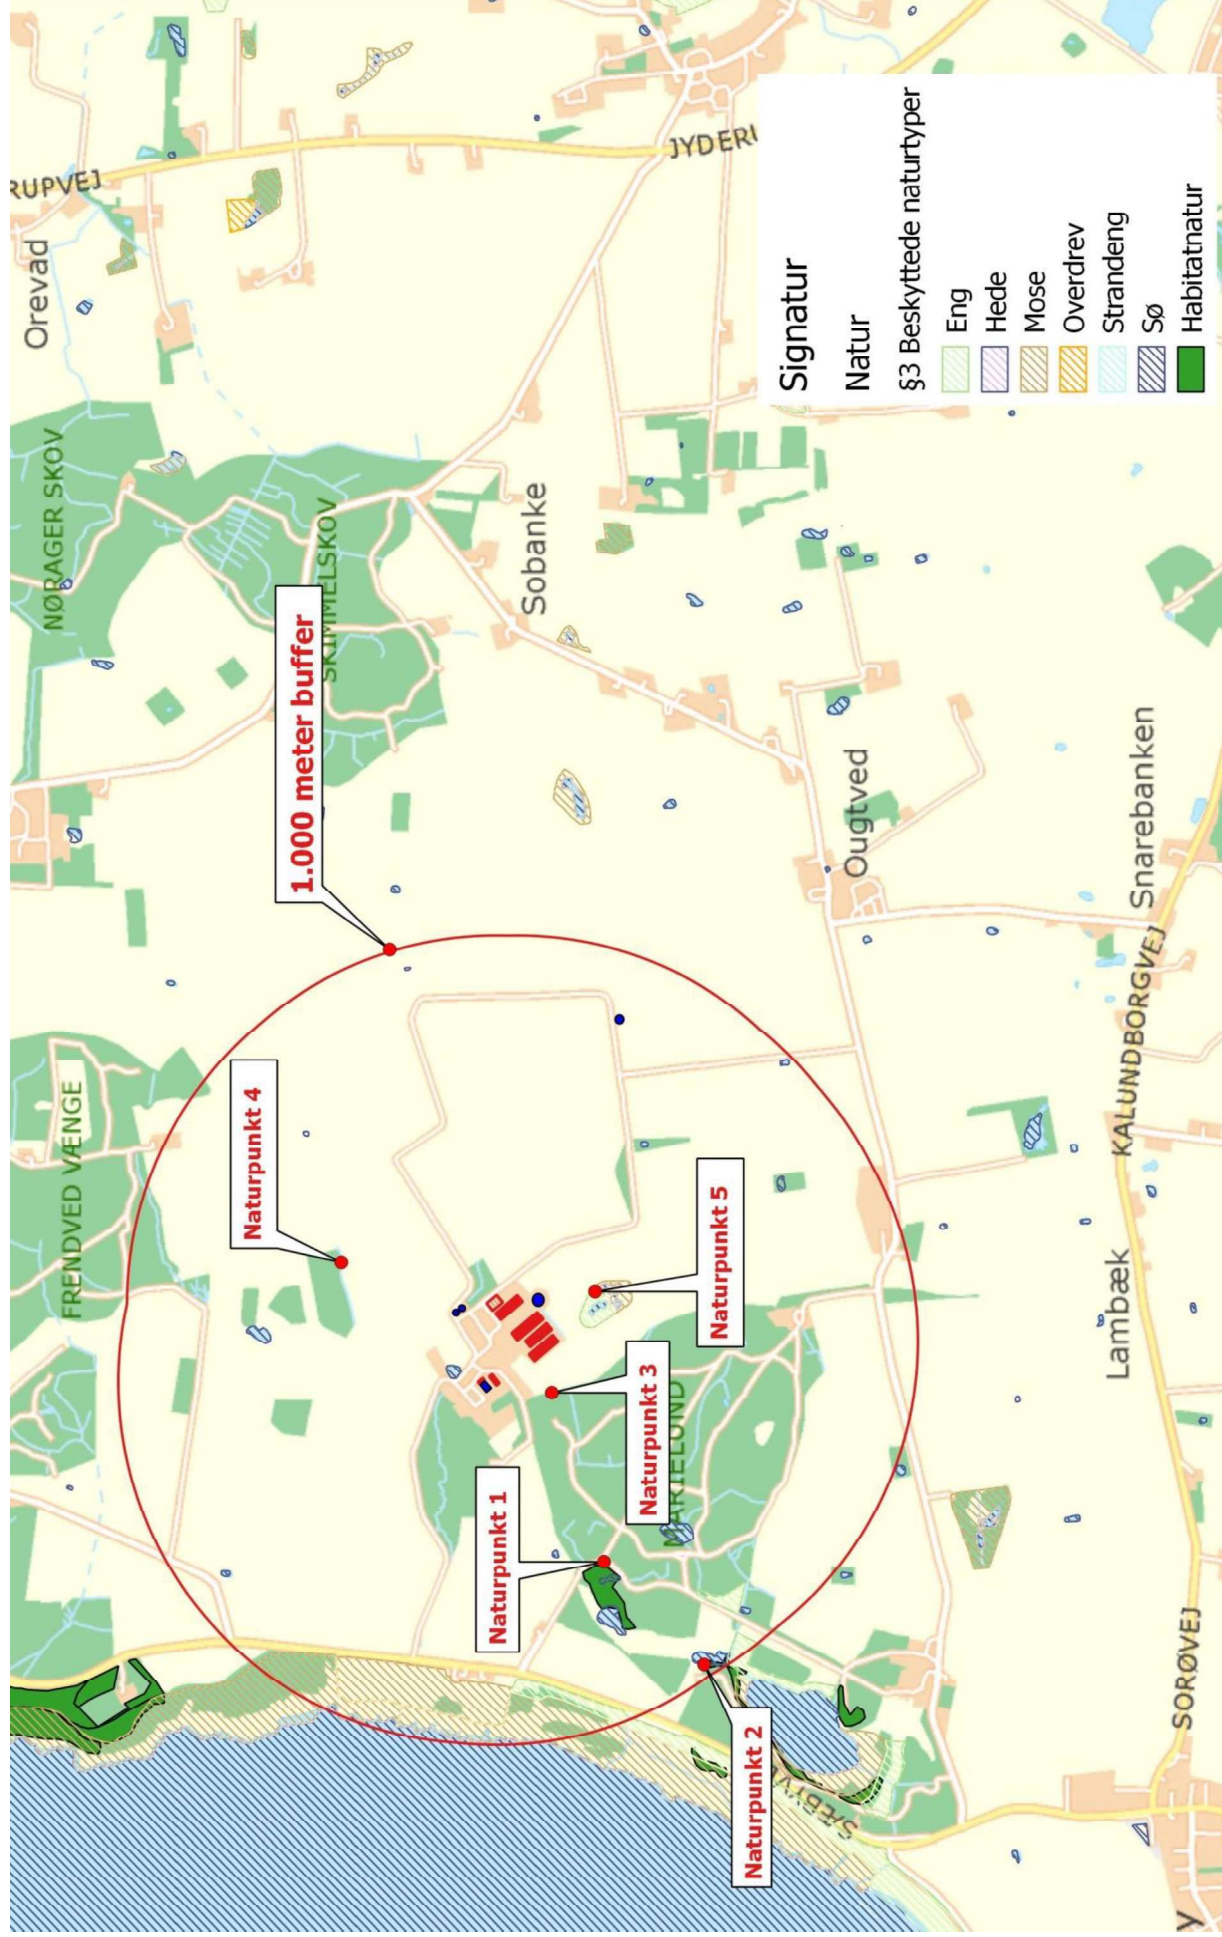 Orevad
RUPVEJ
NØRAGER SKOV
SKIMMELSKOV
JYDERU
1.000 meter buffer
Sobanke
FRENDVED VÆNGE
Naturpunkt 4
Ougtved
Snarebanken
KALUNDBORGVEJ
Naturpunkt 5
Naturpunkt 3
MARIELUND
Naturpunkt 1
Naturpunkt 2
Lambæk
SORØVEJ
SÆBYVE
y
Signatur
Natur
§3 Beskyttede naturtyper
Eng
Hede
Mose
Overdrev
Strandeng
Sø
Habitatnatur